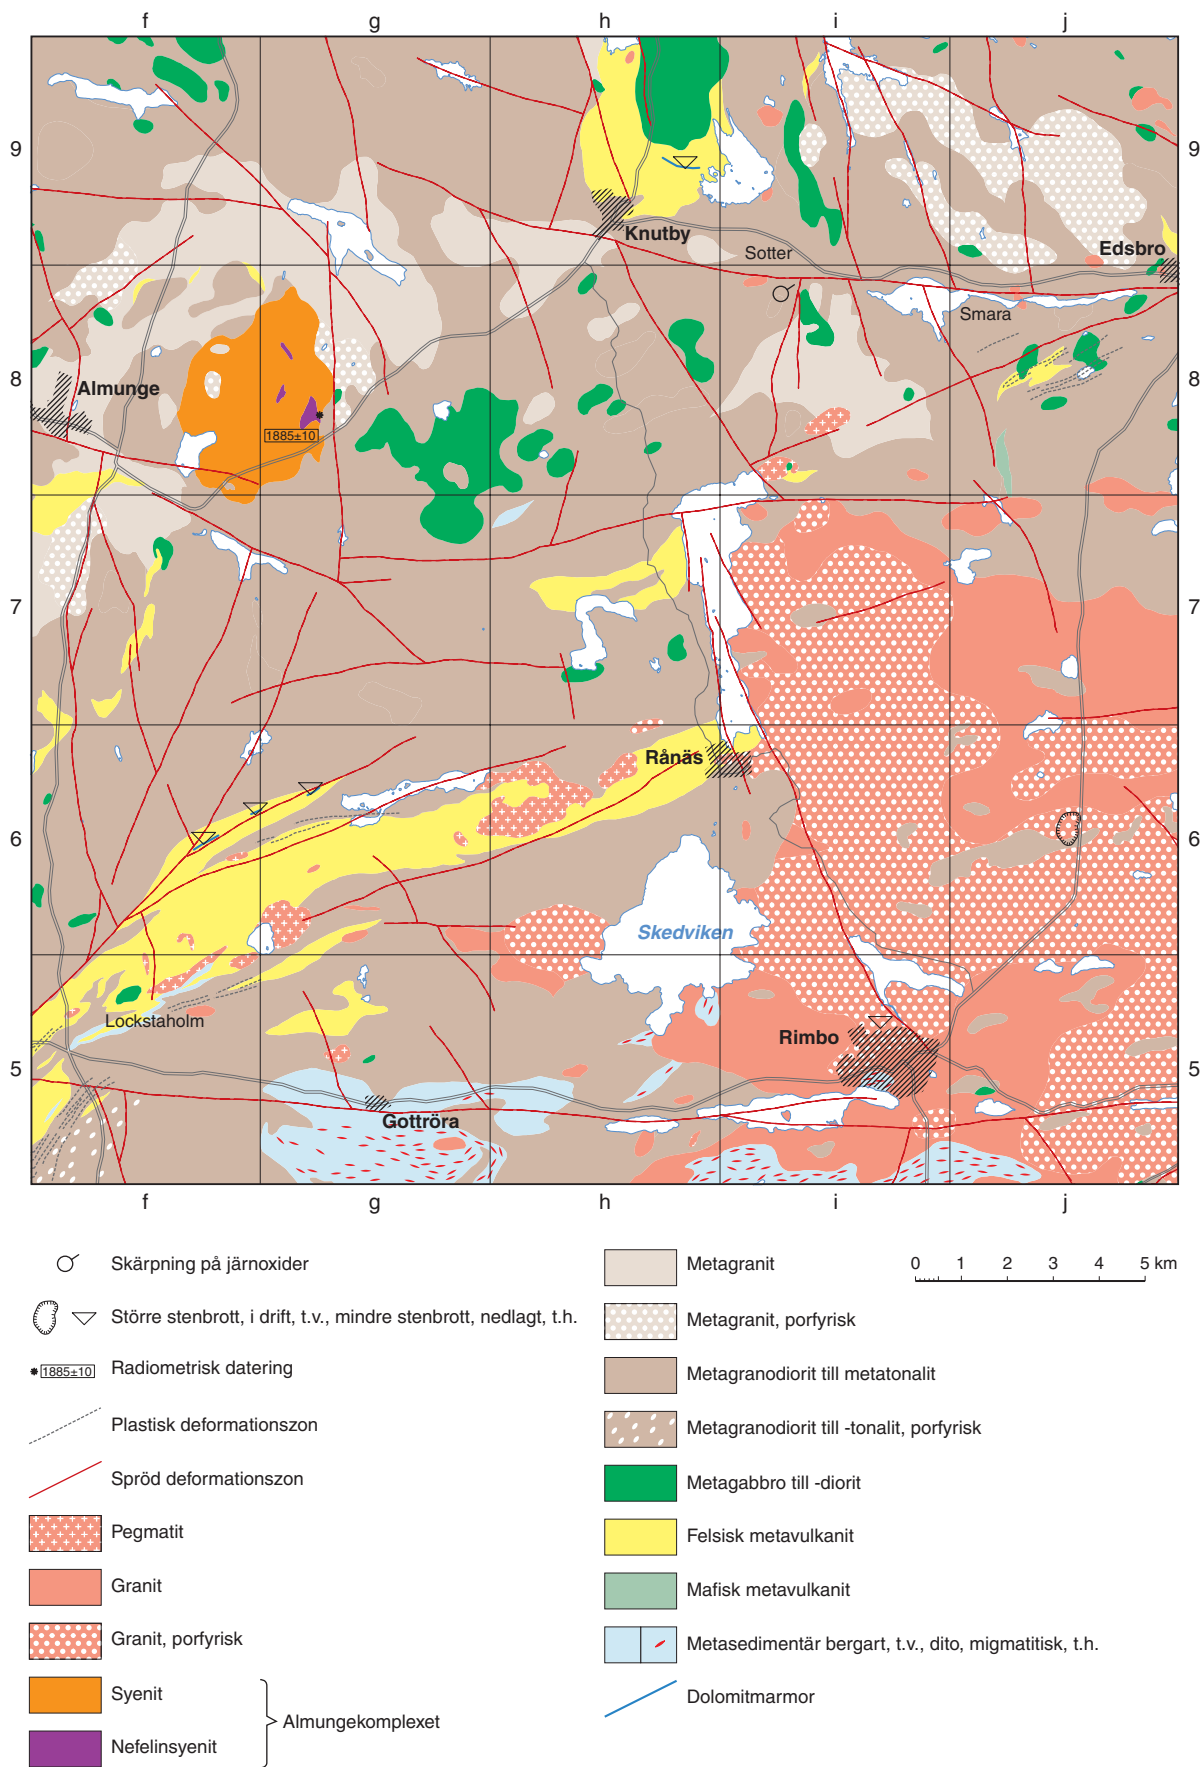 f g h i j
9 9
Knutby
Sotter
Edsbro
Smara
8 8
Almunge
1885±10
7 7
Rånäs
6 6
Skedviken
Lockstaholm
Rimbo
5 5
Gottröra
f g h i j
Skärpning på järnoxider
Större stenbrott, i drift, t.v., mindre stenbrott, nedlagt, t.h.
1885±10 Radiometrisk datering
Plastisk deformationszon
Spröd deformationszon
Pegmatit
Granit
Granit, porfyrisk
Syenit
Almungekomplexet
Nefelinsyenit
Metagranit
Metagranit, porfyrisk
Metagranodiorit till metatonalit
Metagranodiorit till -tonalit, porfyrisk
Metagabbro till -diorit
Felsisk metavulkanit
Mafisk metavulkanit
Metasedimentär bergart, t.v., dito, migmatitisk, t.h.
Dolomitmarmor
0 1 2 3 4 5 km